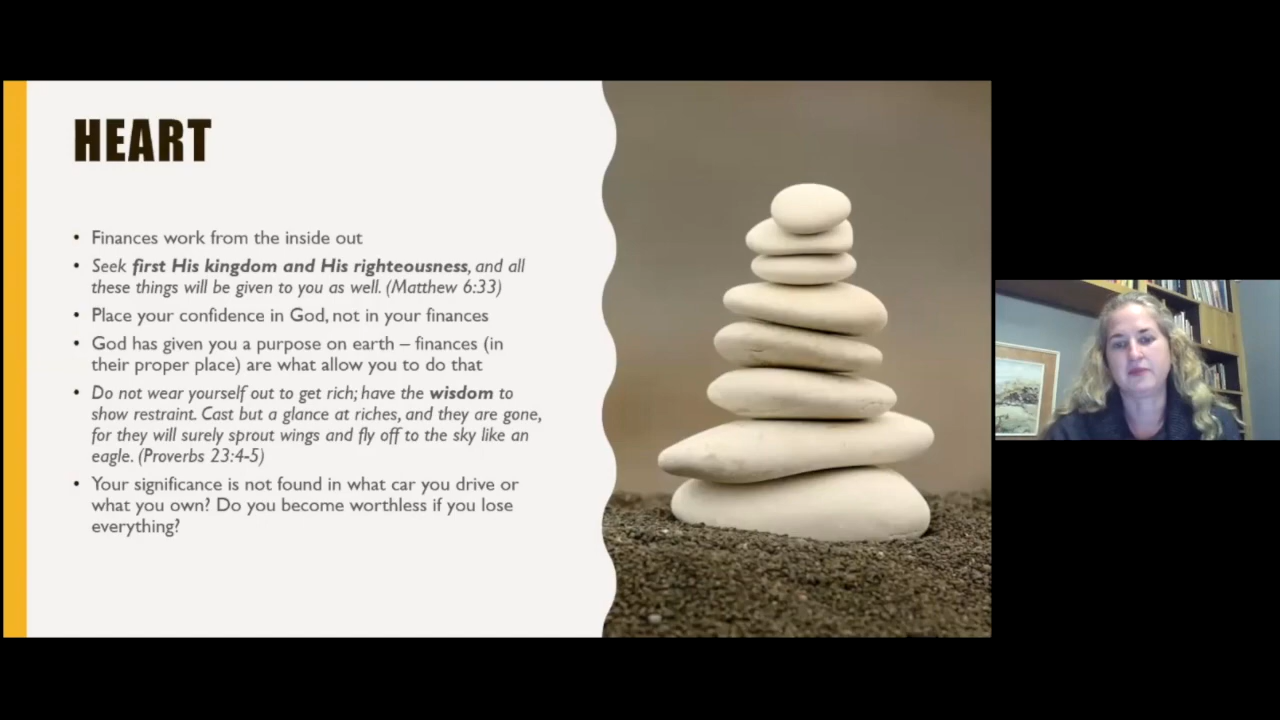 HEART
• Finances work from the inside out
• Seek first His kingdom and His righteousness, and all
these things will be given to you as well. (Matthew 6:33)
• Place your confidence in God, not in your finances
• God has given you a purpose on earth – finances (in
their proper place) are what allow you to do that
• Do not wear yourself out to get rich; have the wisdom to
show restraint. Cast but a glance at riches, and they are gone,
for they will surely sprout wings and fly off to the sky like an
eagle. (Proverbs 23:4-5)
• Your significance is not found in what car you drive or
what you own? Do you become worthless if you lose
everything?